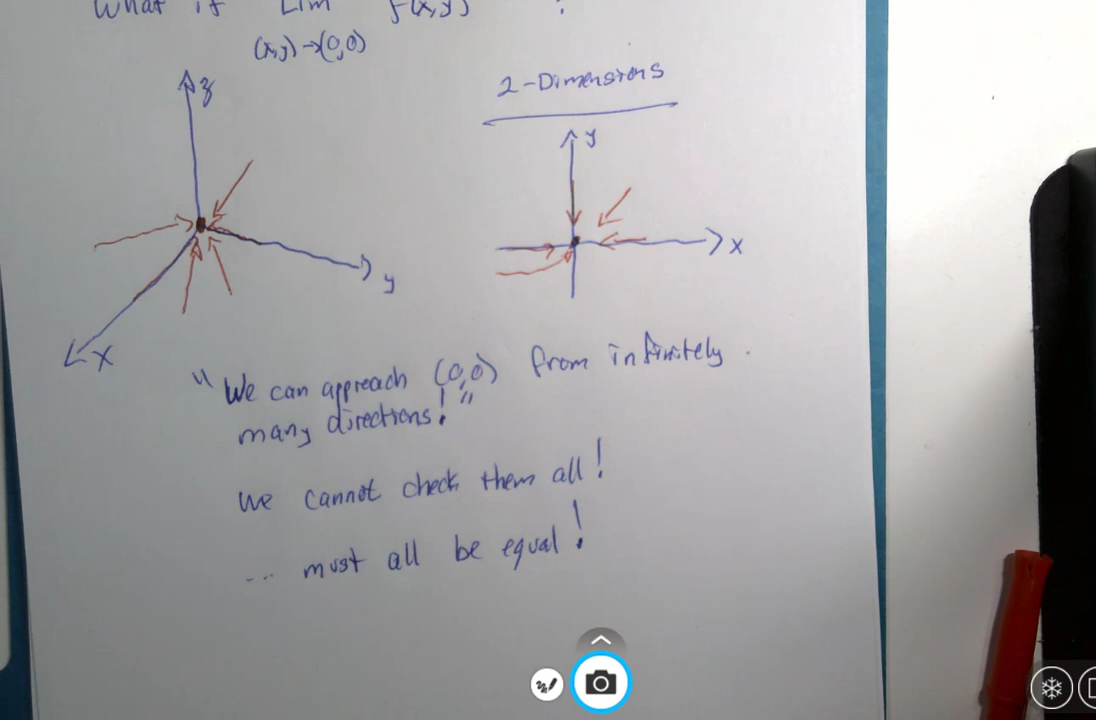 What if Lim f(x,y) ?
(x,y)→(0,0)
z
2-Dimensions
y
x
y
x
"We can approach (0,0) from infinitely
many directions!"
We cannot check them all!
... must all be equal!